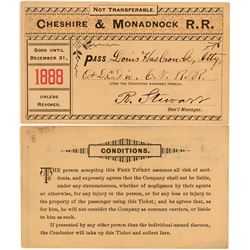 NOT TRANSFERABLE.
CHESHIRE & MONADNOCK R.R.
GOOD UNTIL
DECEMBER 31,
1888
UNLESS
REVOKED.
PASS Louis Hasbrouck, Atty
C. V. R. R.
UPON THE CONDITIONS ENDORSED HEREON.
R. Stewart
Gen'l Manager.
CONDITIONS.
THE person accepting this FREE TICKET assumes all risk of accidents, and expressly agrees that the Company shall not be liable, under any circumstances, whether of negligence by their agents or otherwise, for any injury to the person, or for any loss or injury to the property of the passenger using this Ticket; and he agrees that, as for him, he will not consider the Company as common carriers, or liable to him as such.
If presented by any other than the individual named thereon, the Conductor will take up this Ticket and collect fare.